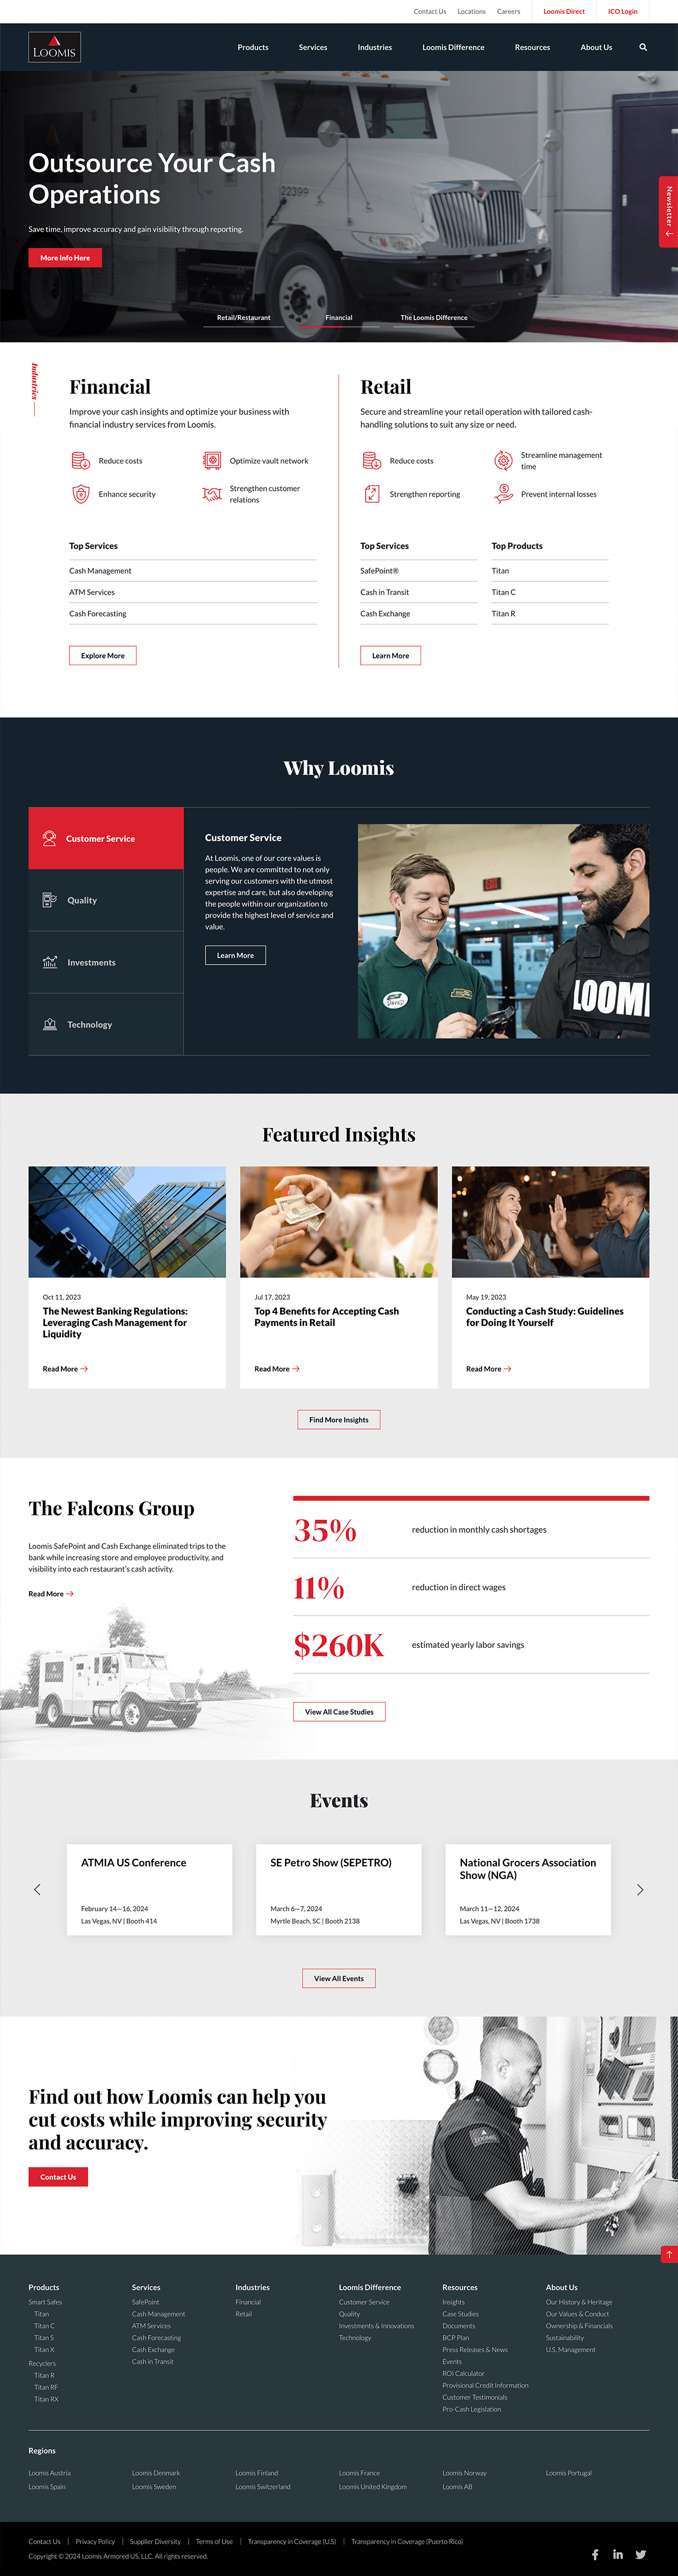 Contact Us
Locations
Careers
Loomis Direct
ICO Login
LOOMIS
Products
Services
Industries
Loomis Difference
Resources
About Us
Outsource Your Cash
Operations
22399
Save time, improve accuracy and gain visibility through reporting.
More Info Here
Newsletter
Retail/Restaurant
Financial
The Loomis Difference
Industries
Financial
Improve your cash insights and optimize your business with
financial industry services from Loomis.
Reduce costs
Optimize vault network
Enhance security
Strengthen customer
relations
Top Services
Cash Management
ATM Services
Cash Forecasting
Explore More
Retail
Secure and streamline your retail operation with tailored cash-
handling solutions to suit any size or need.
Reduce costs
Streamline management
time
Strengthen reporting
Prevent internal losses
Top Services
SafePoint®
Cash in Transit
Cash Exchange
Top Products
Titan
Titan C
Titan R
Learn More
Why Loomis
Customer Service
Quality
Investments
Technology
Customer Service
At Loomis, one of our core values is
people. We are committed to not only
serving our customers with the utmost
expertise and care, but also developing
the people within our organization to
provide the highest level of service and
value.
Learn More
EXIT
LOOMI
Featured Insights
bank
Oct 11, 2023
The Newest Banking Regulations:
Leveraging Cash Management for
Liquidity
Read More
Jul 17, 2023
Top 4 Benefits for Accepting Cash
Payments in Retail
Read More
May 19, 2023
Conducting a Cash Study: Guidelines
for Doing It Yourself
Read More
Find More Insights
The Falcons Group
Loomis SafePoint and Cash Exchange eliminated trips to the
bank while increasing store and employee productivity, and
visibility into each restaurant's cash activity.
Read More
LOOMIS
35%
reduction in monthly cash shortages
11%
reduction in direct wages
$260K
estimated yearly labor savings
View All Case Studies
Events
ATMIA US Conference
February 14—16, 2024
Las Vegas, NV | Booth 414
SE Petro Show (SEPETRO)
March 6—7, 2024
Myrtle Beach, SC | Booth 2138
National Grocers Association
Show (NGA)
March 11—12, 2024
Las Vegas, NV | Booth 1738
View All Events
Find out how Loomis can help you
cut costs while improving security
and accuracy.
Contact Us
LOOMIS
Products
Smart Safes
Titan
Titan C
Titan S
Titan X
Recyclers
Titan R
Titan RF
Titan RX
Services
SafePoint
Cash Management
ATM Services
Cash Forecasting
Cash Exchange
Cash in Transit
Industries
Financial
Retail
Loomis Difference
Customer Service
Quality
Investments & Innovations
Technology
Resources
Insights
Case Studies
Documents
BCP Plan
Press Releases & News
Events
ROI Calculator
Provisional Credit Information
Customer Testimonials
Pro-Cash Legislation
About Us
Our History & Heritage
Our Values & Conduct
Ownership & Financials
Sustainability
U.S. Management
Regions
Loomis Austria
Loomis Denmark
Loomis Finland
Loomis France
Loomis Norway
Loomis Portugal
Loomis Spain
Loomis Sweden
Loomis Switzerland
Loomis United Kingdom
Loomis AB
Contact Us | Privacy Policy | Supplier Diversity | Terms of Use | Transparency in Coverage (U.S) | Transparency in Coverage (Puerto Rico)
Copyright © 2024 Loomis Armored US, LLC. All rights reserved.